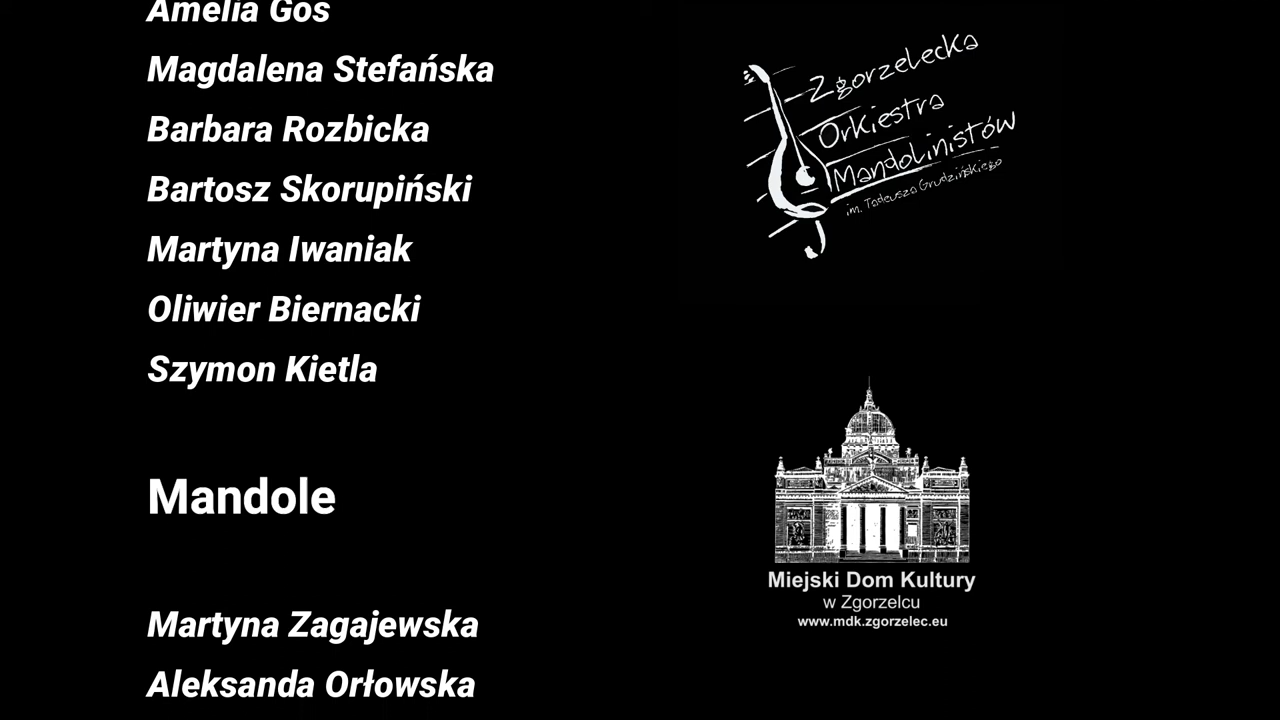 Amelia Gos
Magdalena Stefańska
Barbara Rozbicka
Bartosz Skorupiński
Martyna Iwaniak
Oliwier Biernacki
Szymon Kietla
Mandole
Martyna Zagajewska
Aleksanda Orłowska
Zgorzelecka
Orkiestra
Mandolinistów
im. Tadeusza Grudzińskiego
Miejski Dom Kultury
w Zgorzelcu
www.mdk.zgorzelec.eu